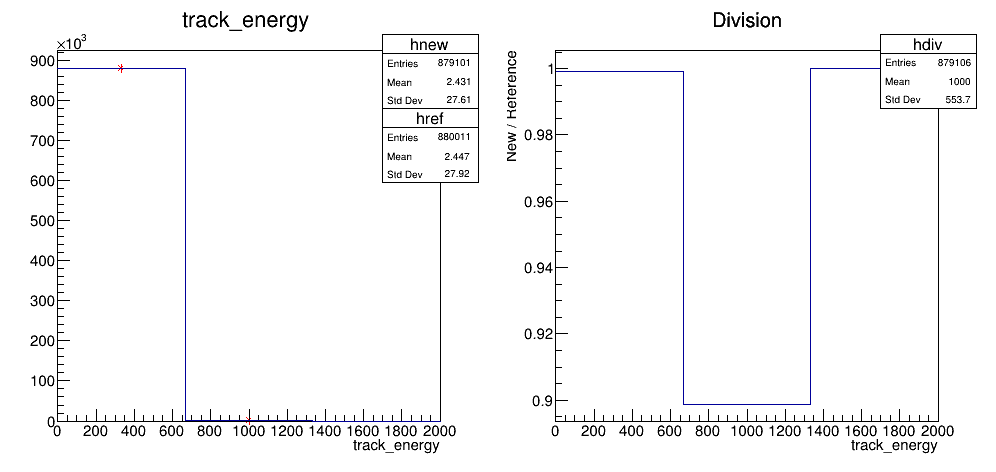 track_energy
×10³
900
800
700
600
500
400
300
200
100
0
0 200 400 600 800 1000 1200 1400 1600 1800 2000
track_energy
hnew
Entries 879101
Mean 2.431
Std Dev 27.61
href
Entries 880011
Mean 2.447
Std Dev 27.92
Division
New / Reference
1
0.98
0.96
0.94
0.92
0.9
0 200 400 600 800 1000 1200 1400 1600 1800 2000
track_energy
hdiv
Entries 879106
Mean 1000
Std Dev 553.7